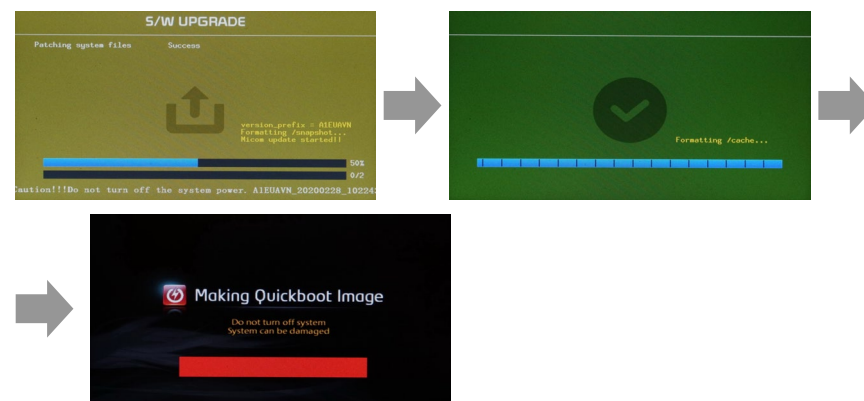 S/W UPGRADE
Patching system files Success
version_prefix = A1EUAVN
Formatting /snapshot...
Micom update started!!
50%
0/2
Caution!!!Do not turn off the system power. A1EUAVN_20200228_10224
Formatting /cache...
Making Quickboot Image
Do not turn off system
System can be damaged